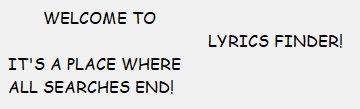 WELCOME TO
LYRICS FINDER!
IT'S A PLACE WHERE
ALL SEARCHES END!